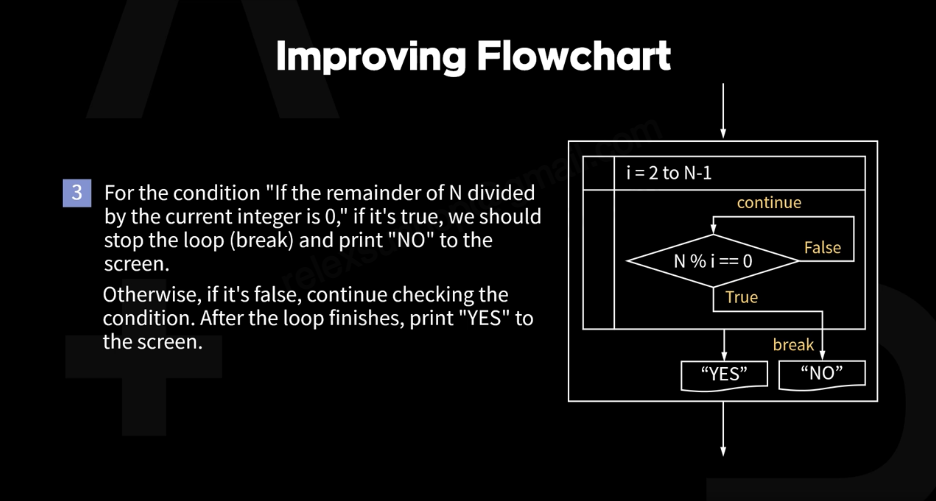 Improving Flowchart
3
For the condition "If the remainder of N divided
by the current integer is 0," if it's true, we should
stop the loop (break) and print "NO" to the
screen.
Otherwise, if it's false, continue checking the
condition. After the loop finishes, print "YES" to
the screen.
i = 2 to N-1
continue
N % i == 0
False
True
break
“YES”
“NO”